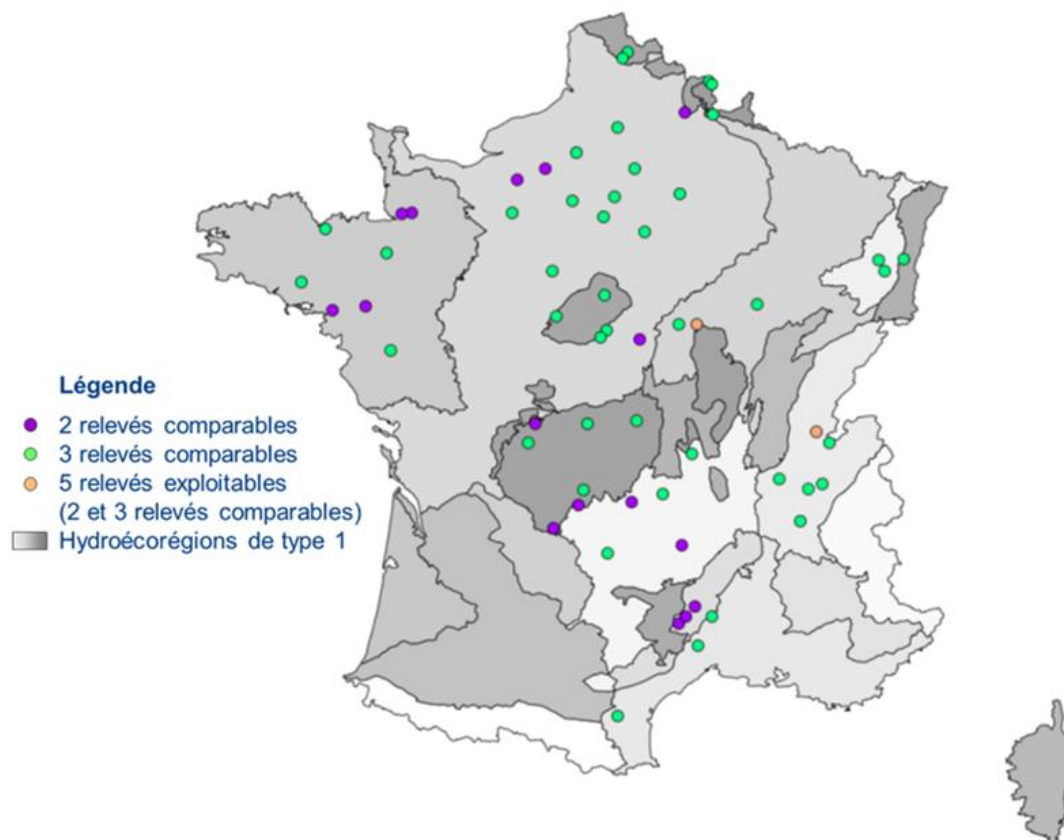 Légende
2 relevés comparables
3 relevés comparables
5 relevés exploitables
(2 et 3 relevés comparables)
Hydroécorégions de type 1